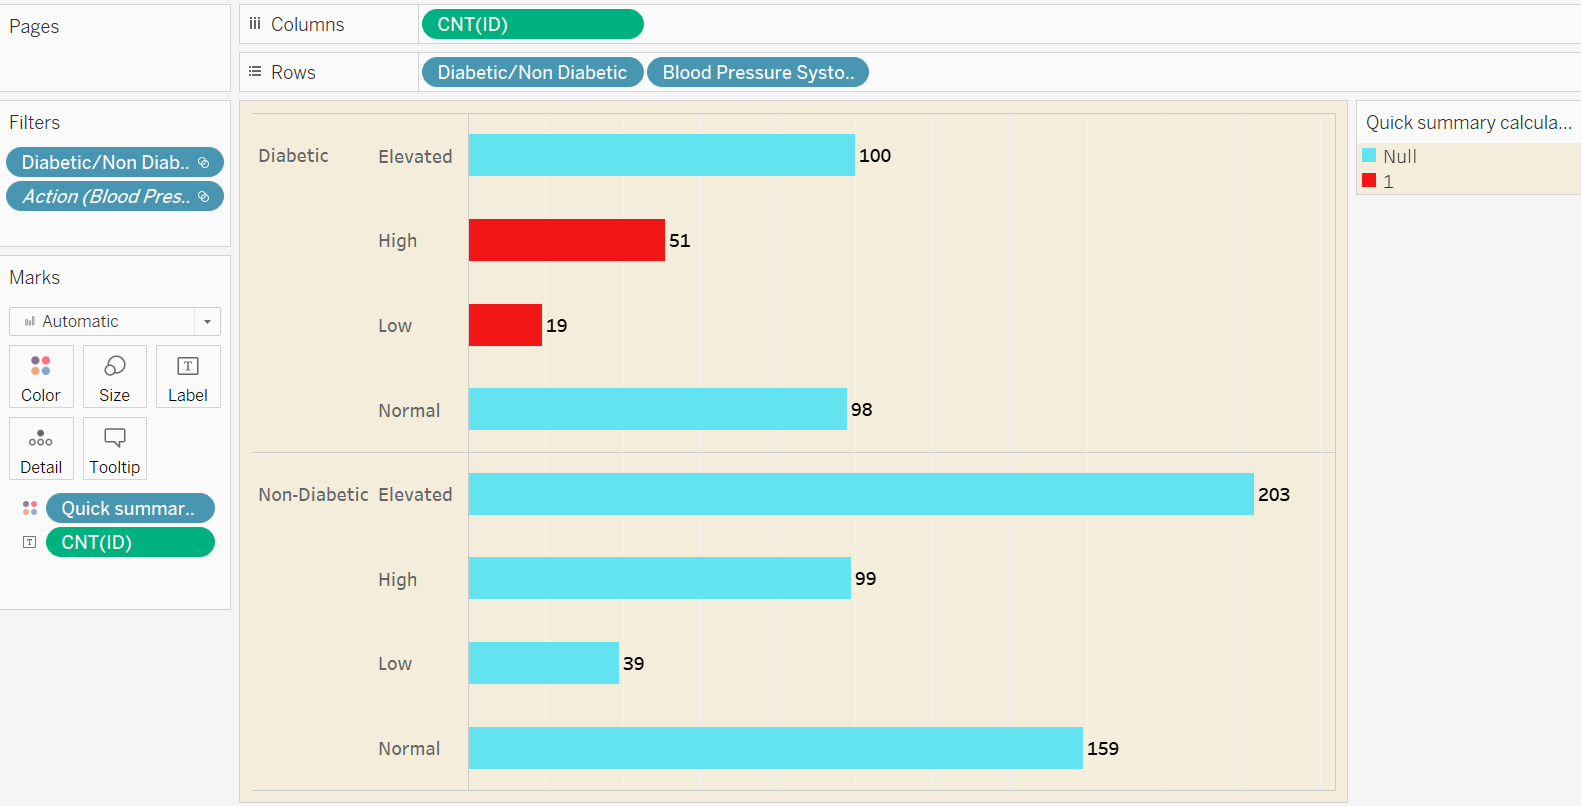 Pages
Columns
CNT(ID)
Rows
Diabetic/Non Diabetic
Blood Pressure Systo..
Filters
Diabetic/Non Diab..
Action (Blood Pres..
Marks
Automatic
Color
Size
Label
Detail
Tooltip
Quick summar..
CNT(ID)
Diabetic Elevated 100
High 51
Low 19
Normal 98
Non-Diabetic Elevated 203
High 99
Low 39
Normal 159
Quick summary calcula...
Null
1